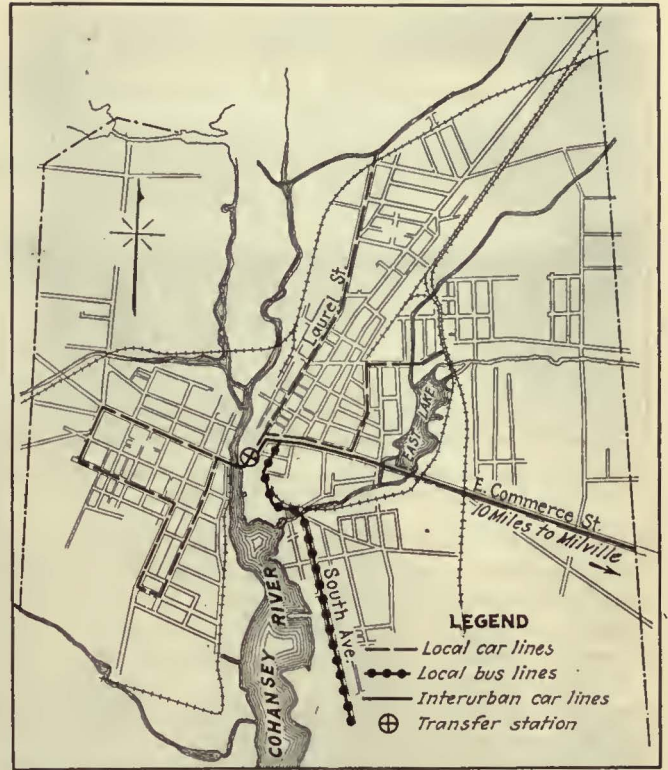 Laurel St.
EAST LAKE
E. Commerce St.
10 Miles to Milville
South Ave.
COHANSEY RIVER
LEGEND
Local car lines
Local bus lines
Interurban car lines
Transfer station